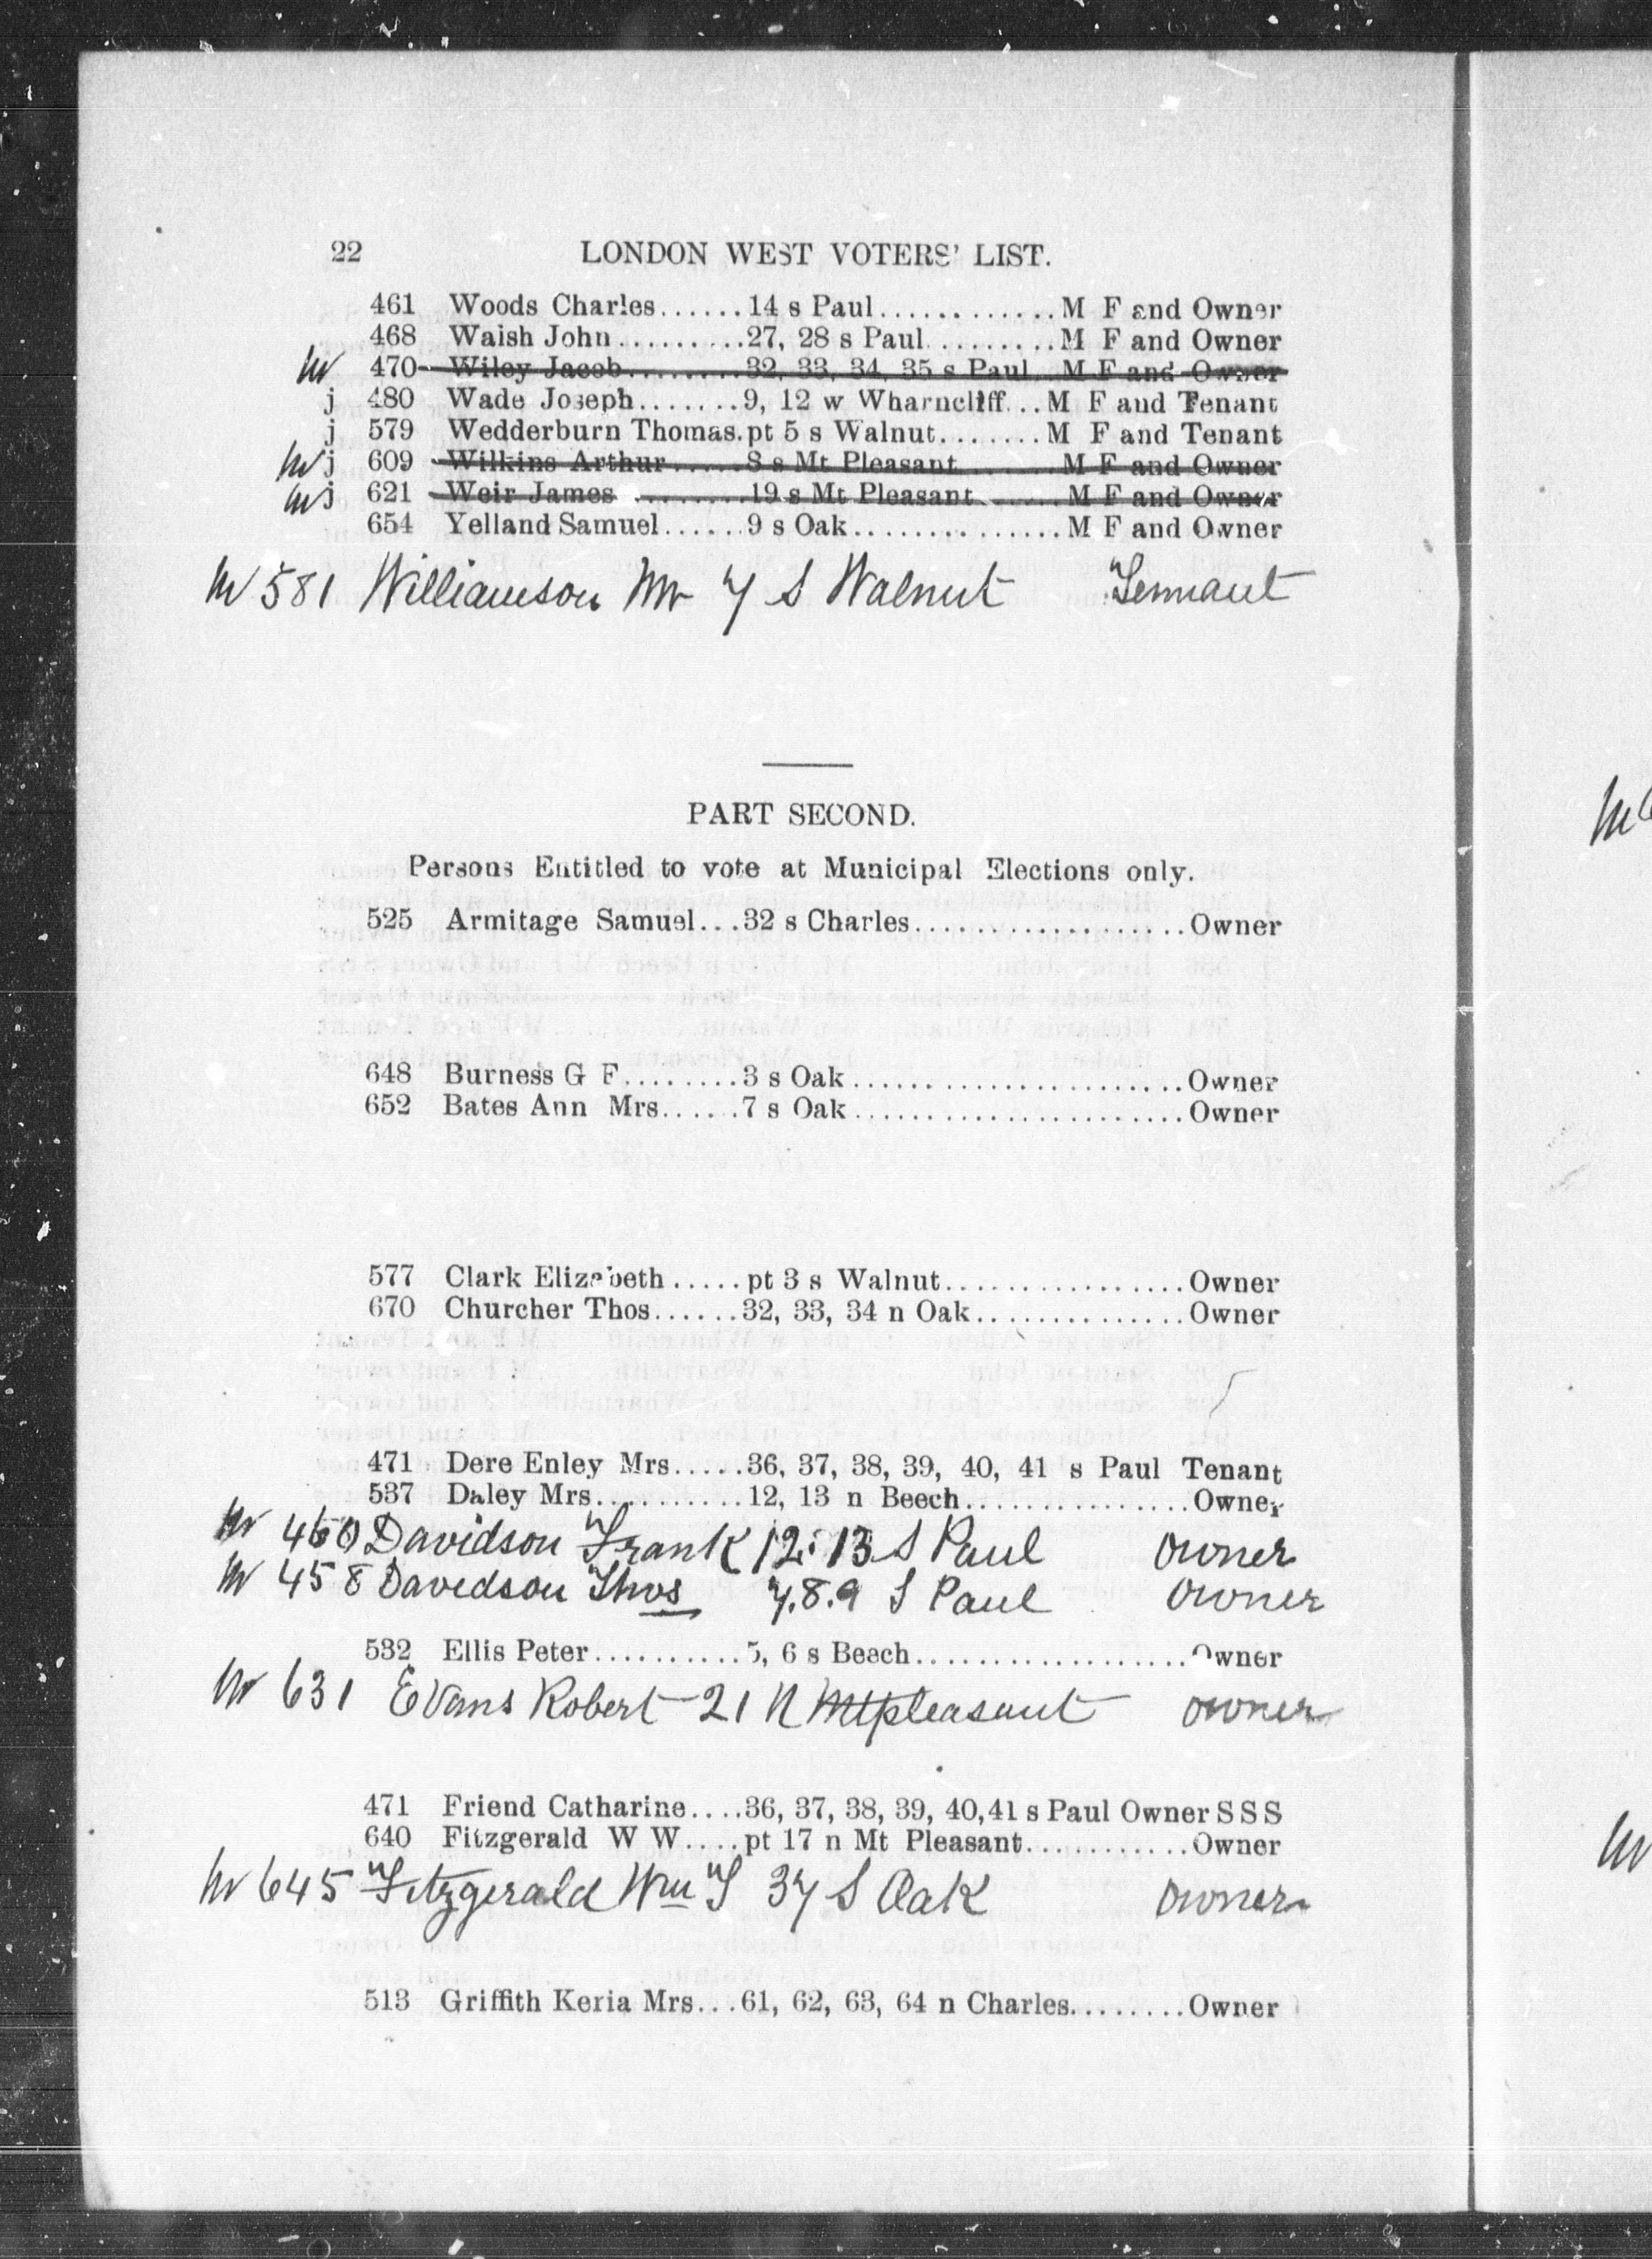 22 LONDON WEST VOTERS' LIST.
461 Woods Charles......14 s Paul............M F and Owner
468 Waish John.........27, 28 s Paul.........M F and Owner
470 Wiley Jacob........32, 33, 34, 35 s Paul M F and Owner
j 480 Wade Joseph.......9, 12 w Wharncliff...M F and Tenant
j 579 Wedderburn Thomas.pt 5 s Walnut.......M F and Tenant
j 609 Wilkins Arthur.....8 s Mt Pleasant.......M F and Owner
j 621 Weir James ........19 s Mt Pleasant......M F and Owner
654 Yelland Samuel......9 s Oak..............M F and Owner
581 Williamson Wm 7 S Walnut Tennant
PART SECOND.
Persons Entitled to vote at Municipal Elections only.
525 Armitage Samuel...32 s Charles..................Owner
648 Burness G F........3 s Oak.......................Owner
652 Bates Ann Mrs......7 s Oak.......................Owner
577 Clark Elizabeth.....pt 3 s Walnut................Owner
670 Churcher Thos......32, 33, 34 n Oak..............Owner
471 Dere Enley Mrs.....36, 37, 38, 39, 40, 41 s Paul Tenant
537 Daley Mrs..........12, 13 n Beech...............Owner
460 Davidson Frank 12. 13 S Paul Owner
458 Davedson Thos 7.8.9 S Paul Owner
532 Ellis Peter..........5, 6 s Beech..................Owner
631 Evans Robert 21 N Mtpleasant owner
471 Friend Catharine....36, 37, 38, 39, 40,41 s Paul Owner S S S
640 Fitzgerald W W....pt 17 n Mt Pleasant...........Owner
645 Fitzgerald Wm S 37 S Oak owner
513 Griffith Keria Mrs...61, 62, 63, 64 n Charles........Owner